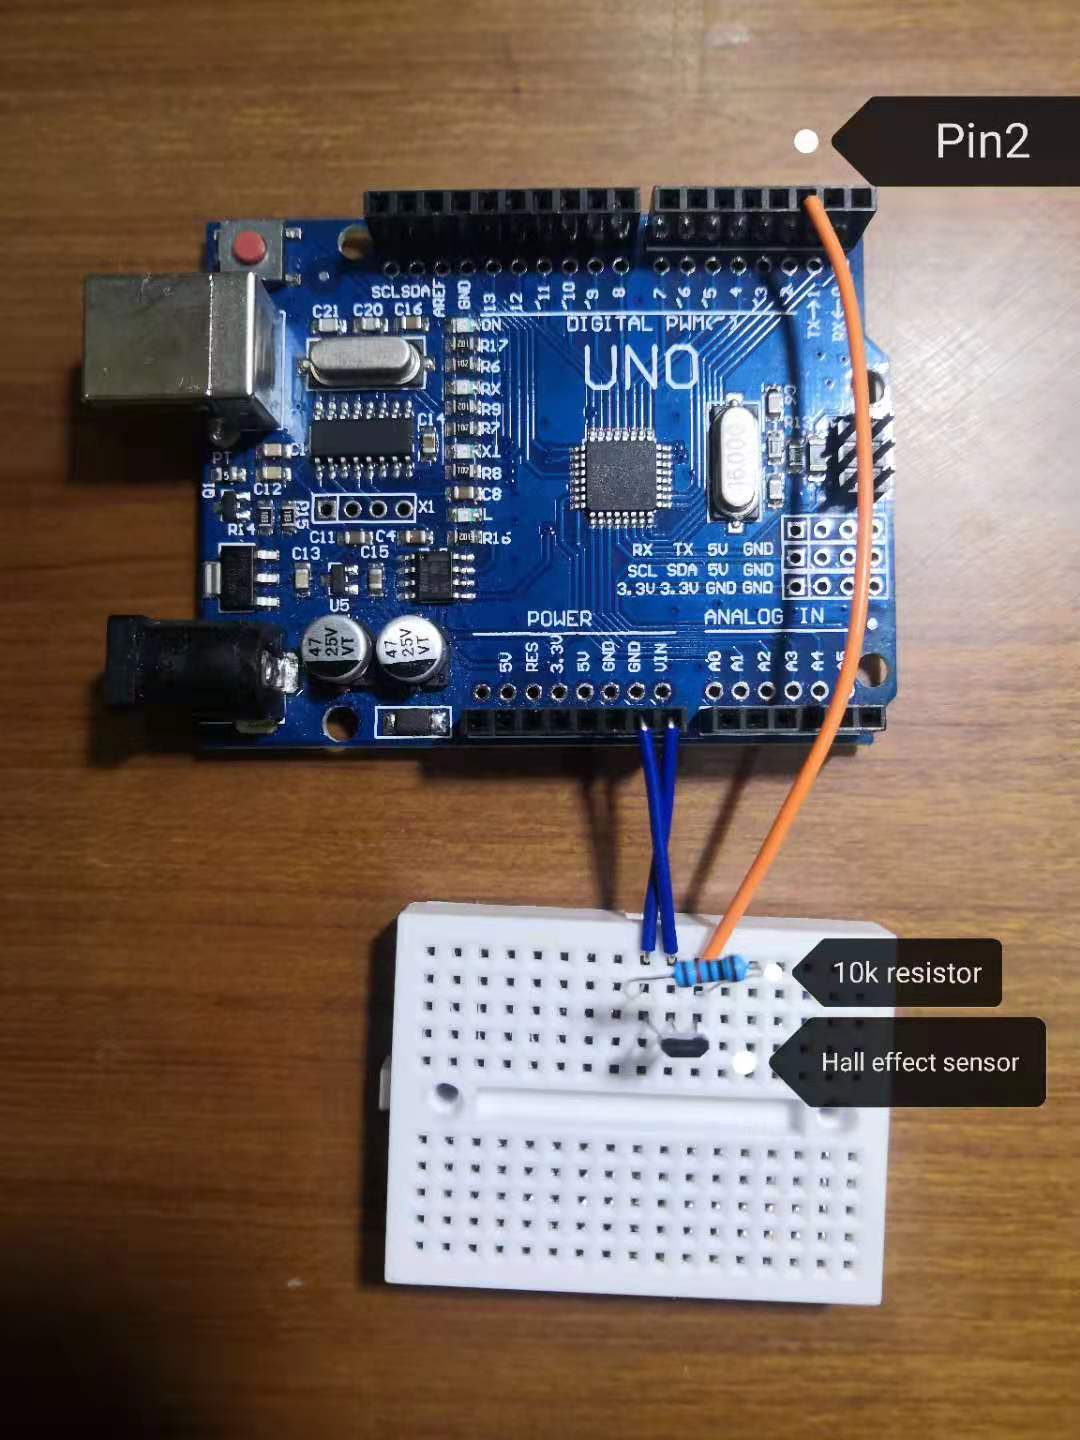 Pin2
SCL SDA AREF GND 13 12 11 10 9 8 7 6 5 4 3 2 TX→1 RX←0
C21 C20 C16 ON
DIGITAL PWM(~)
R17
UNO
R6
RX
R9
C14 R7
PT
R8
C12 C8
Q1 X1 L
R14 C11 C4 R16
C13 C15
16.000
RX TX 5V GND
SCL SDA 5V GND
3.3V 3.3V GND GND
U5
POWER ANALOG IN
47 25V VT 47 25V VT
5V RES 3.3V 5V GND GND VIN A0 A1 A2 A3 A4
10k resistor
Hall effect sensor